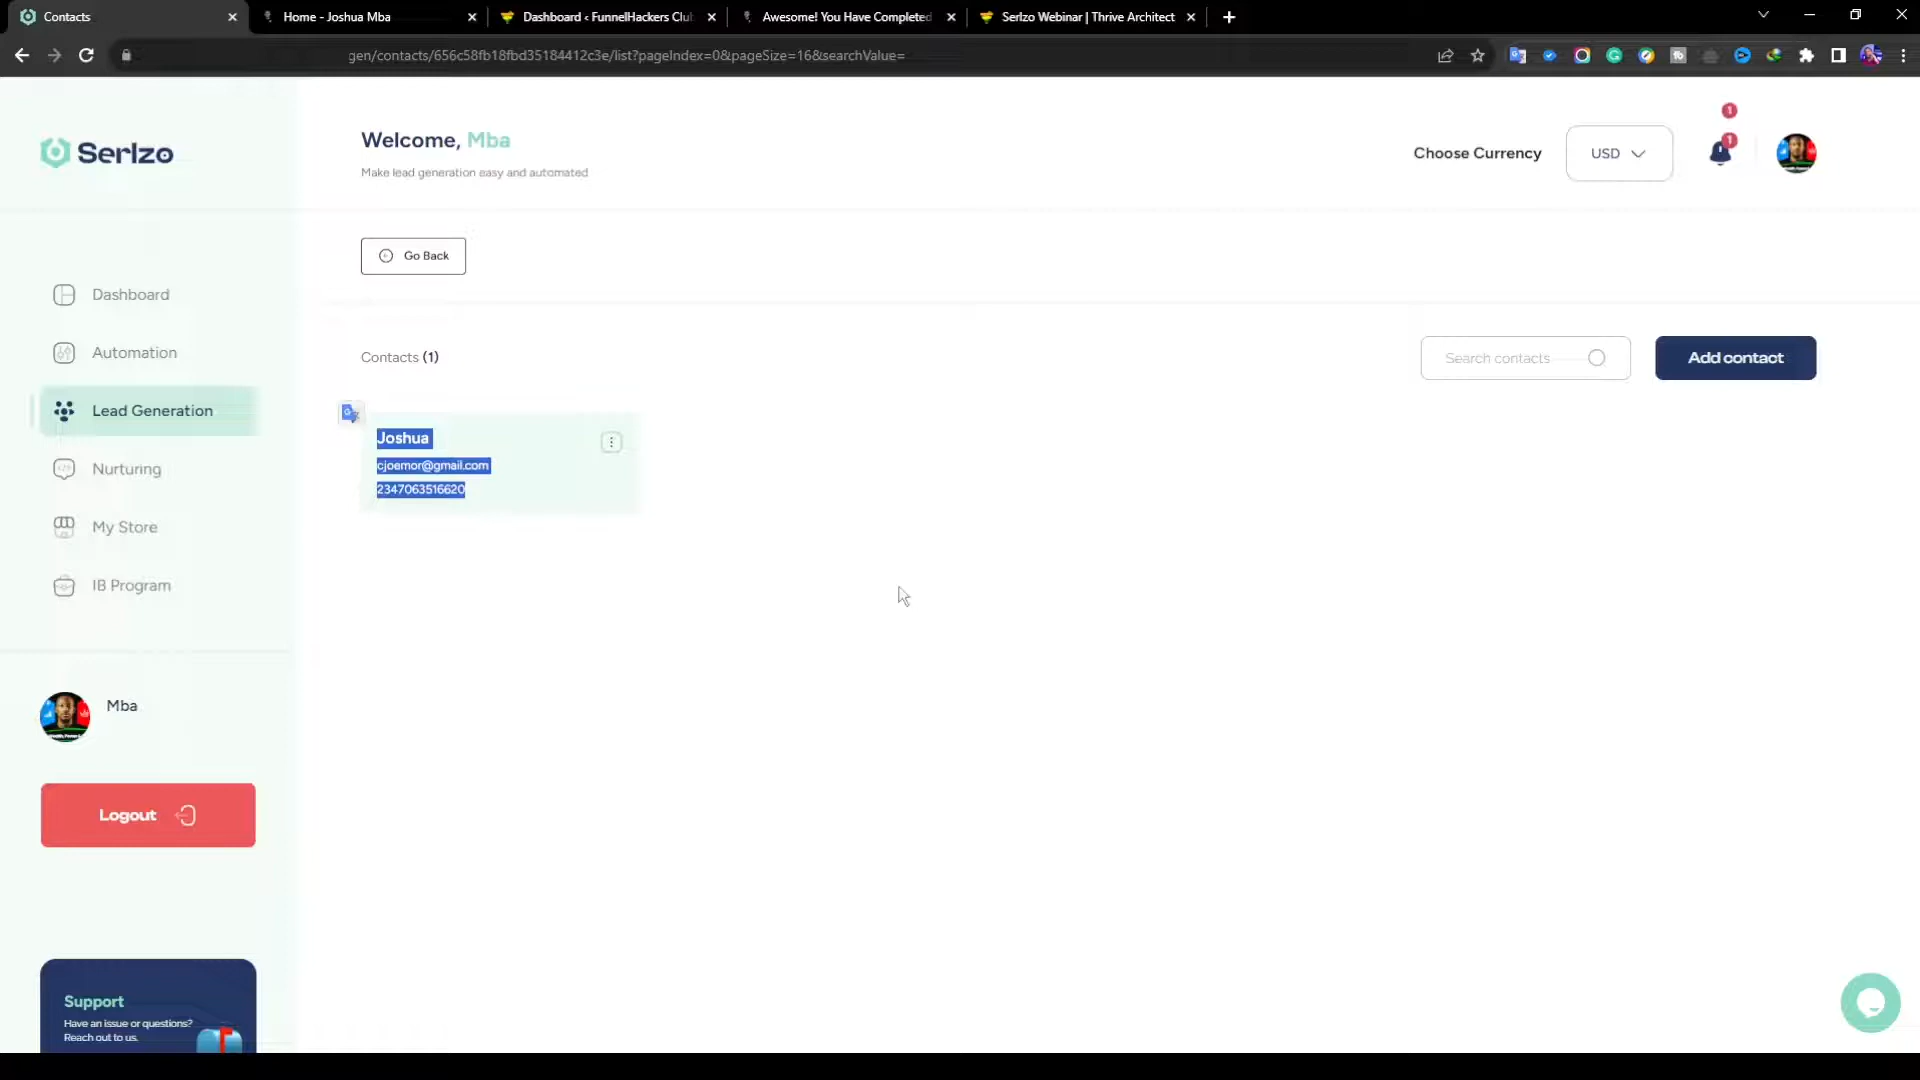 Contacts
Home - Joshua Mba
Dashboard ‹ FunnelHackers Clu
Awesome! You Have Completed
Serlzo Webinar | Thrive Architect
gen/contacts/656c58fb18fbd35184412c3e/list?pageIndex=0&pageSize=16&searchValue=
Serlzo
Welcome, Mba
Make lead generation easy and automated
Choose Currency
USD
1
1
Go Back
Dashboard
Automation
Lead Generation
Nurturing
My Store
IB Program
Contacts (1)
Search contacts
Add contact
Joshua
cjoemor@gmail.com
2347063516620
Mba
Logout
Support
Have an issue or questions?
Reach out to us.